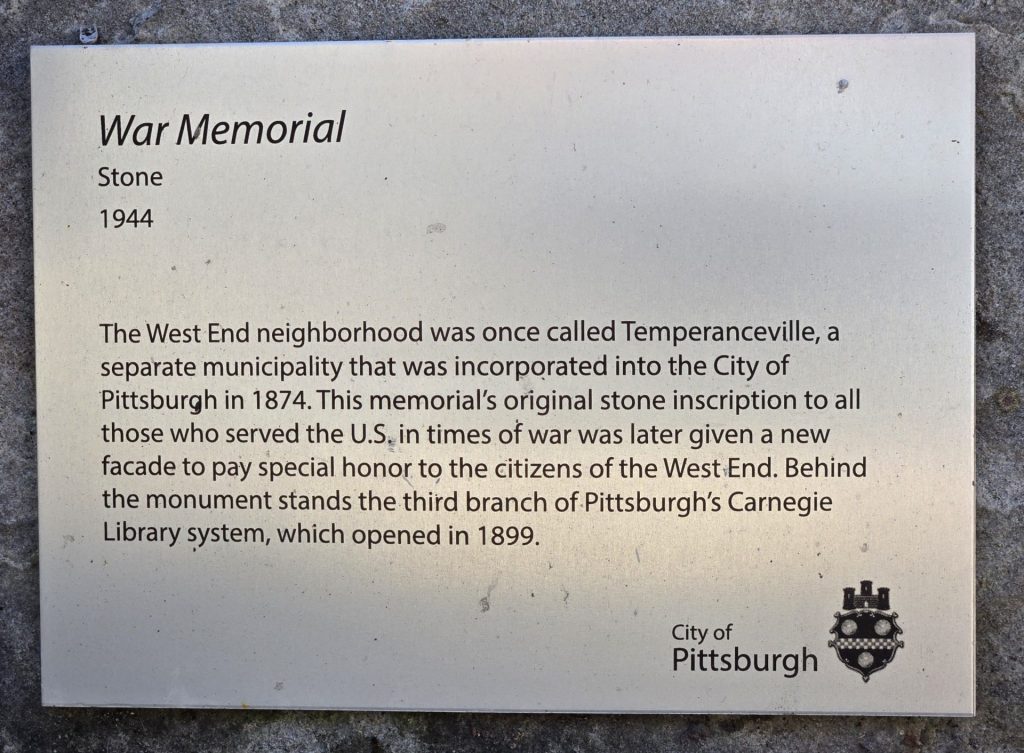 War Memorial
Stone
1944
The West End neighborhood was once called Temperanceville, a
separate municipality that was incorporated into the City of
Pittsburgh in 1874. This memorial's original stone inscription to all
those who served the U.S. in times of war was later given a new
facade to pay special honor to the citizens of the West End. Behind
the monument stands the third branch of Pittsburgh's Carnegie
Library system, which opened in 1899.
City of
Pittsburgh